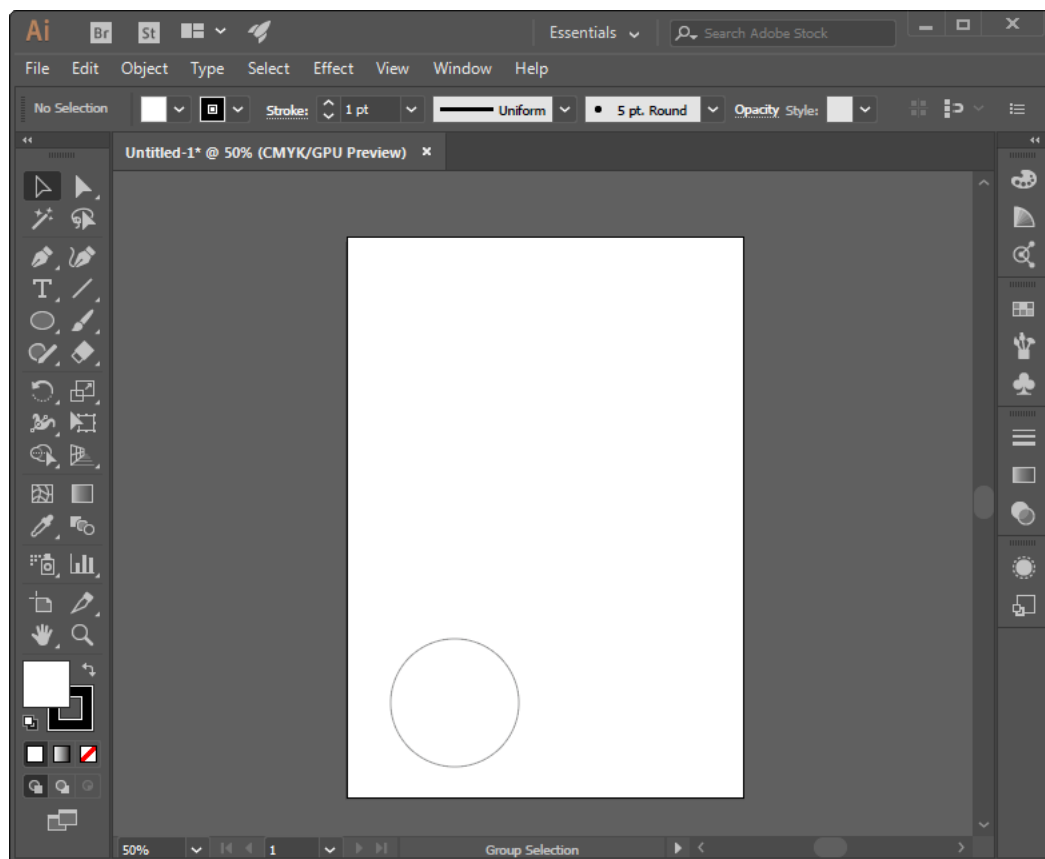 Ai Br St Essentials Search Adobe Stock
File Edit Object Type Select Effect View Window Help
No Selection Stroke: 1 pt Uniform 5 pt. Round Opacity Style:
Untitled-1* @ 50% (CMYK/GPU Preview) ×
T
50% 1 Group Selection